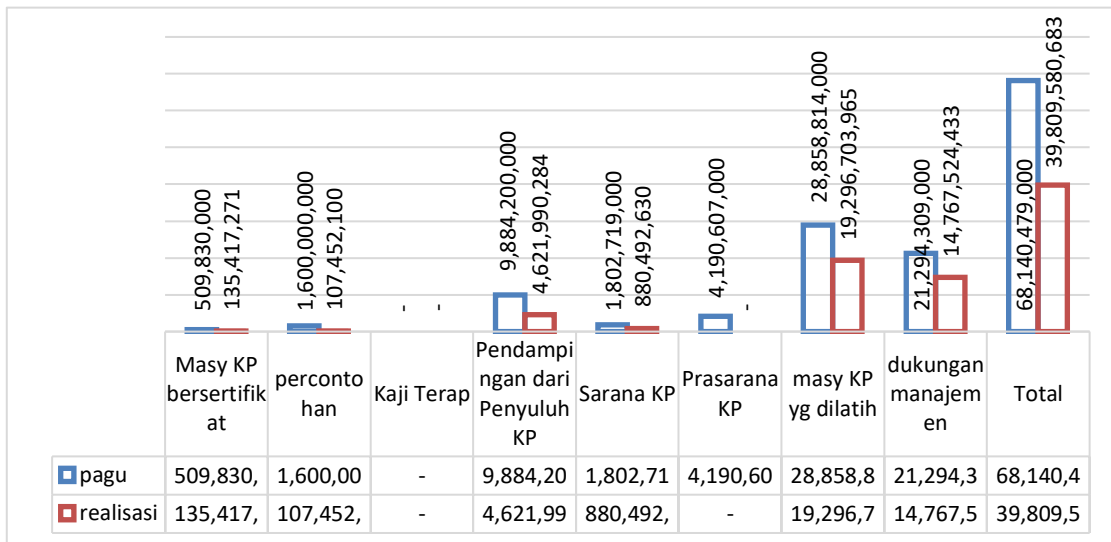 509,830,000
135,417,271
1,600,000,000
107,452,100
-
-
9,884,200,000
4,621,990,284
1,802,719,000
880,492,630
4,190,607,000
-
28,858,814,000
19,296,703,965
21,294,309,000
14,767,524,433
68,140,479,000
39,809,580,683
Masy KP
bersertifik
at
perconto
han
Kaji Terap
Pendampi
ngan dari
Penyuluh
KP
Sarana KP
Prasarana
KP
masy KP
yg dilatih
dukungan
manajem
en
Total
pagu 509,830, 1,600,00 - 9,884,20 1,802,71 4,190,60 28,858,8 21,294,3 68,140,4
realisasi 135,417, 107,452, - 4,621,99 880,492, - 19,296,7 14,767,5 39,809,5